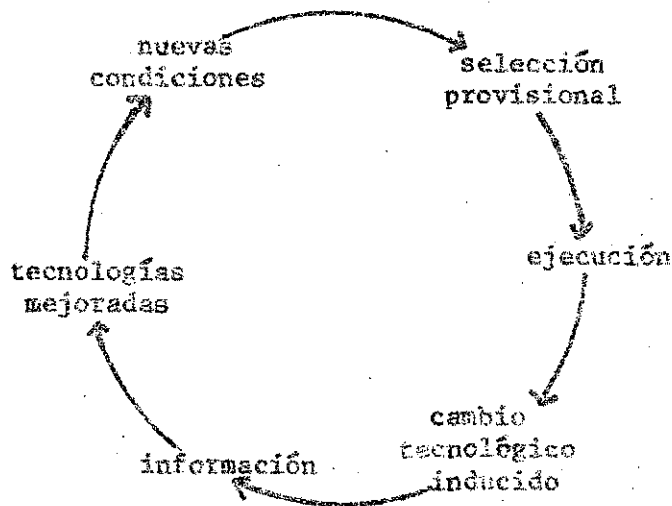 nuevas
condiciones
selección
provisional
ejecución
cambio
tecnológico
inducido
información
tecnologías
mejoradas